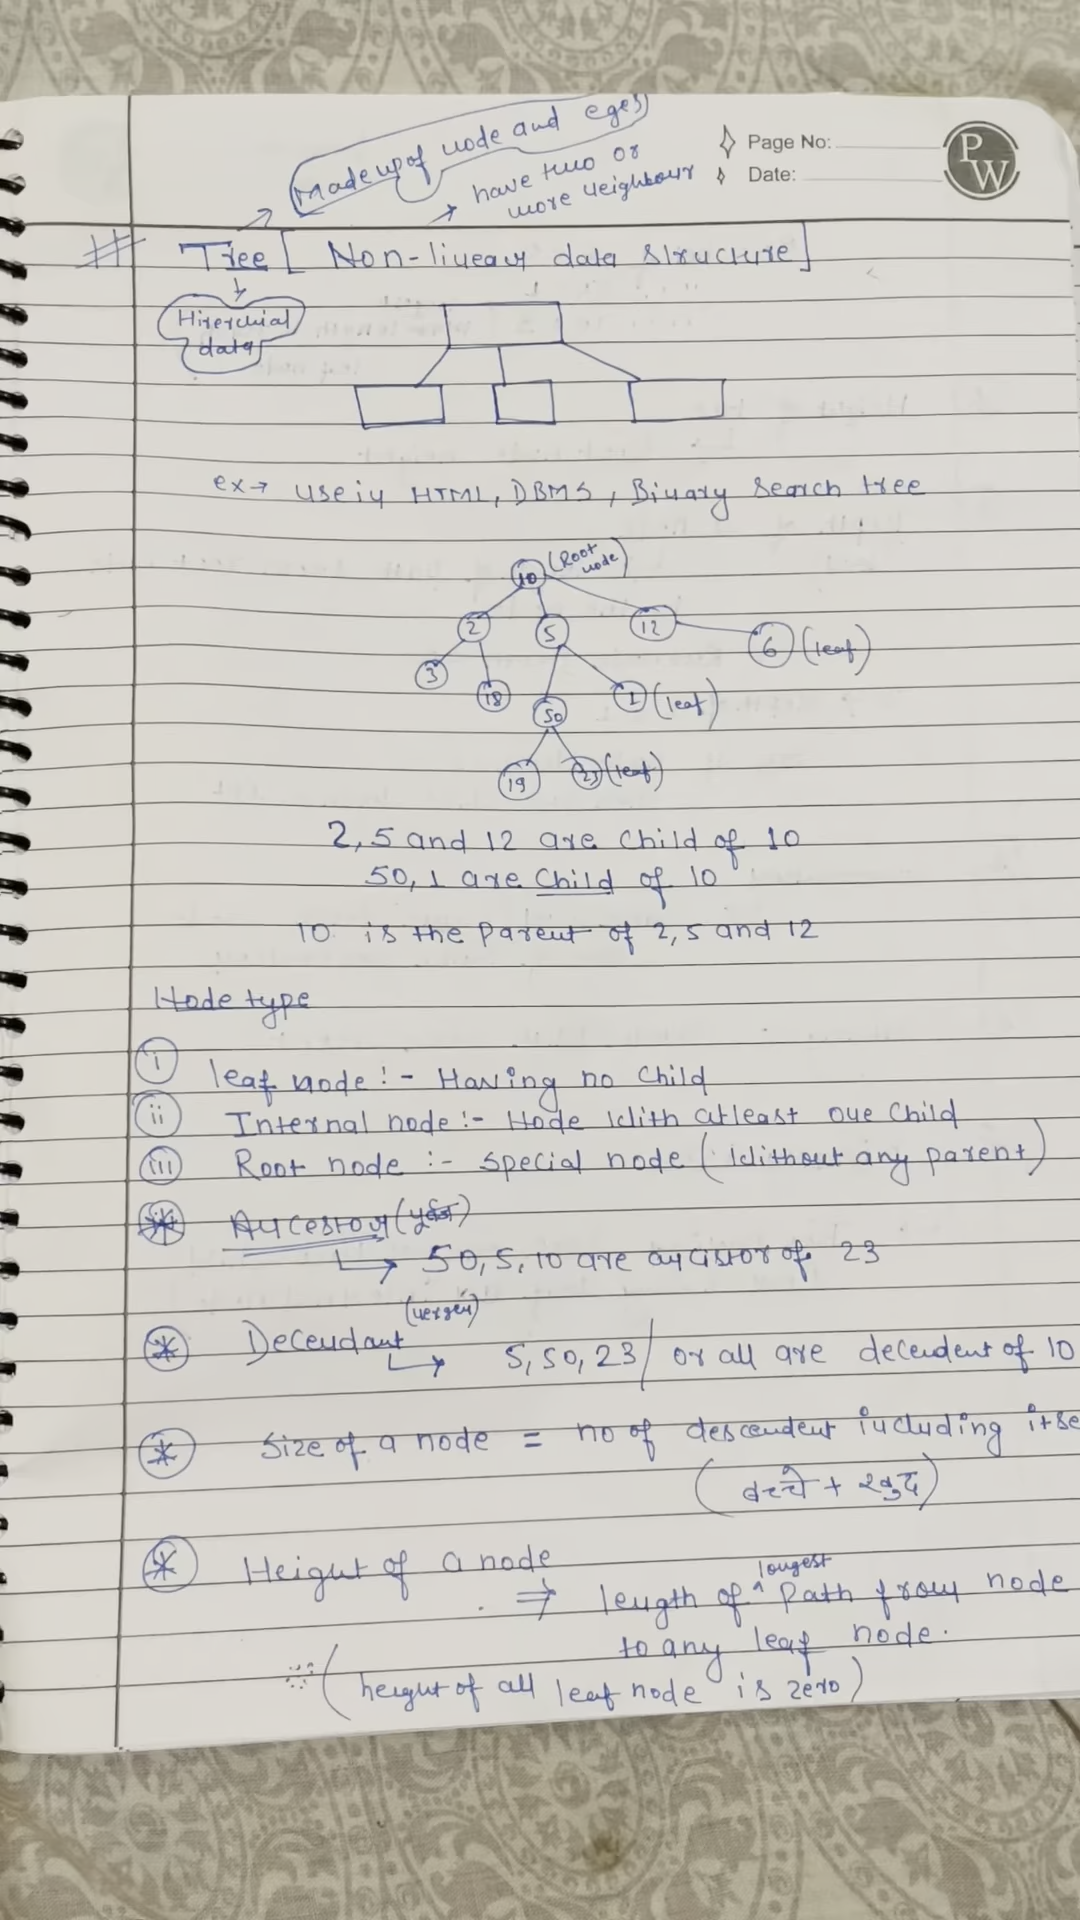 Made up of node and eges
have two or
more neighbour
Page No:
Date:
PW
# Tree [ Non-linear data structure ]
Hirerchial
data
ex→ use in HTML, DBMS, Binary Search tree
10 (Root node)
2 5 12
6 (leaf)
3 18 50 1 (leaf)
19 23 (leaf)
2, 5 and 12 are Child of 10
50, 1 are Child of 10
10 is the Parent of 2, 5 and 12
Node type
(i) leaf node :- Having no Child
(ii) Internal node :- Node With atleast one Child
(iii) Root node :- special node (Without any parent)
* Ancestor (पूर्वज)
↳ 50, 5, 10 are ancistor of 23
* Decendant
↳ 5, 50, 23 / or all are decendent of 10
* Size of a node = no of descendent including itse
(बच्चे + खुद)
* Height of a node
⇒ length of ^ longest Path from node
to any leaf node.
(height of all leaf node is zero)